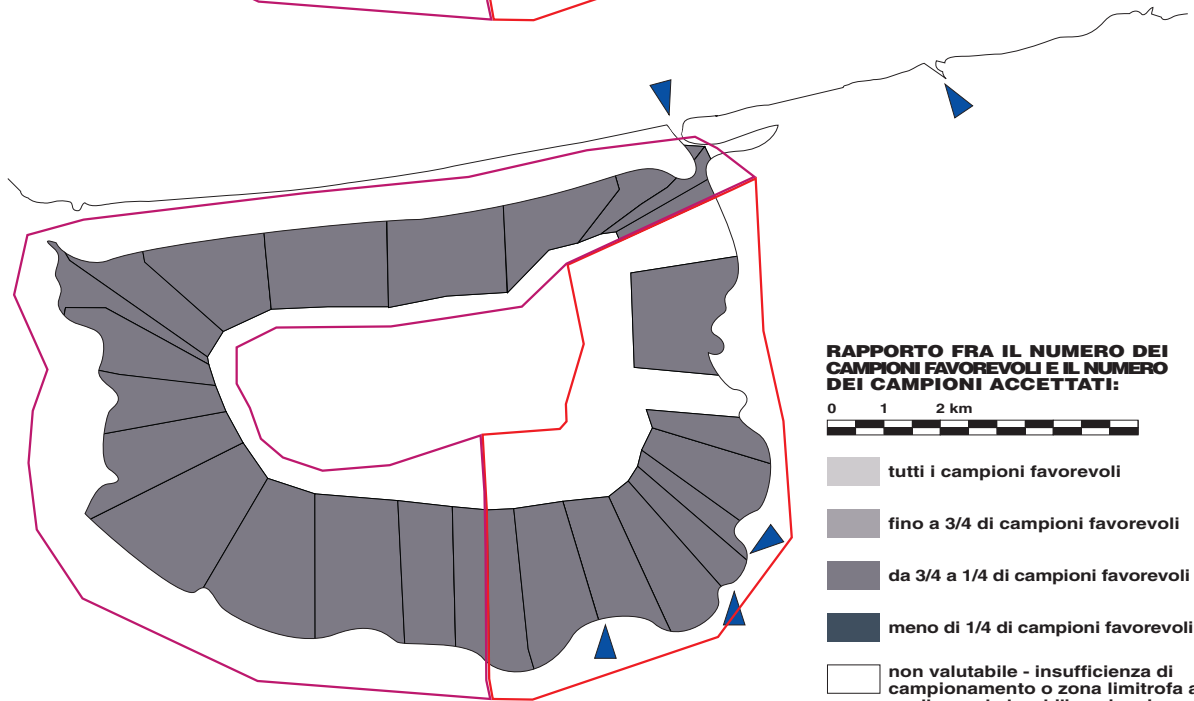 RAPPORTO FRA IL NUMERO DEI
CAMPIONI FAVOREVOLI E IL NUMERO
DEI CAMPIONI ACCETTATI:
0 1 2 km
tutti i campioni favorevoli
fino a 3/4 di campioni favorevoli
da 3/4 a 1/4 di campioni favorevoli
meno di 1/4 di campioni favorevoli
non valutabile - insufficienza di
campionamento o zona limitrofa a